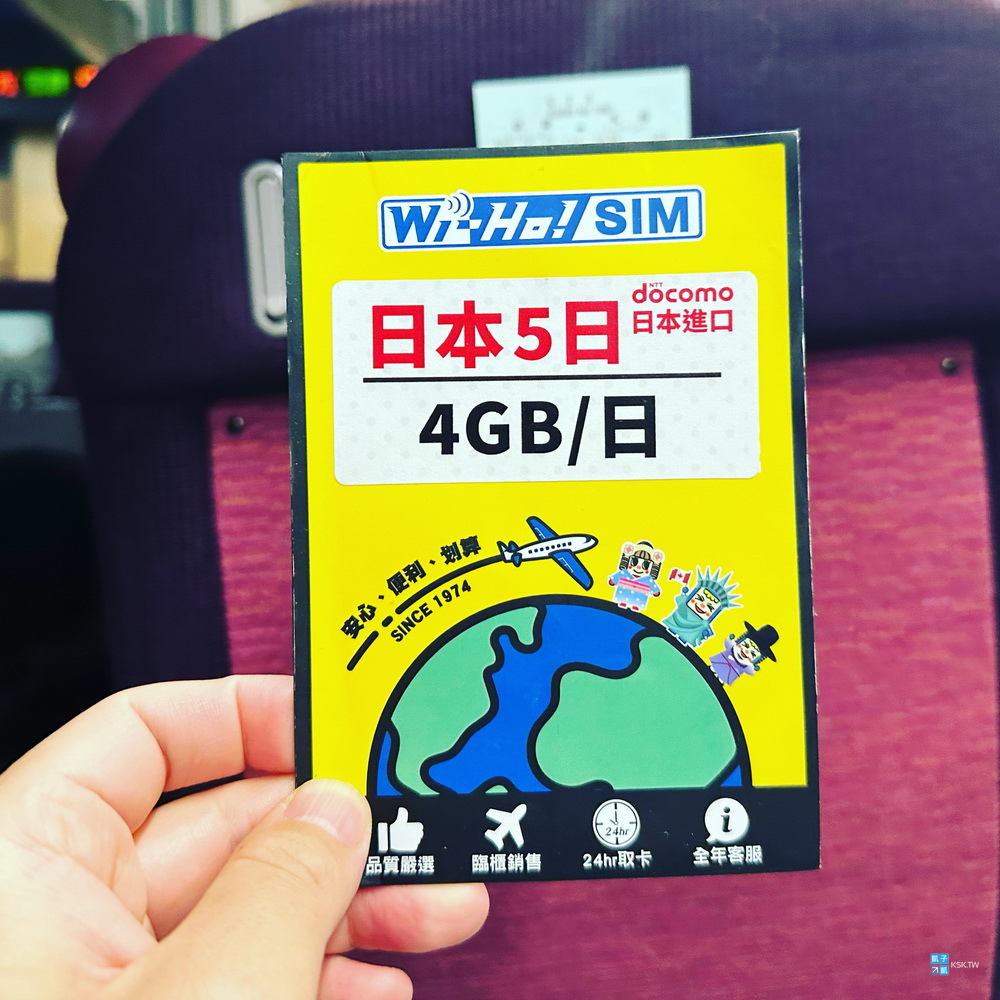 Wi-Ho! SIM
NTT
docomo
日本5日
日本進口
4GB/日
安心、便利、划算
SINCE 1974
24hr
品質嚴選
臨櫃銷售
24hr取卡
全年客服
凱子
凱
KSK.TW